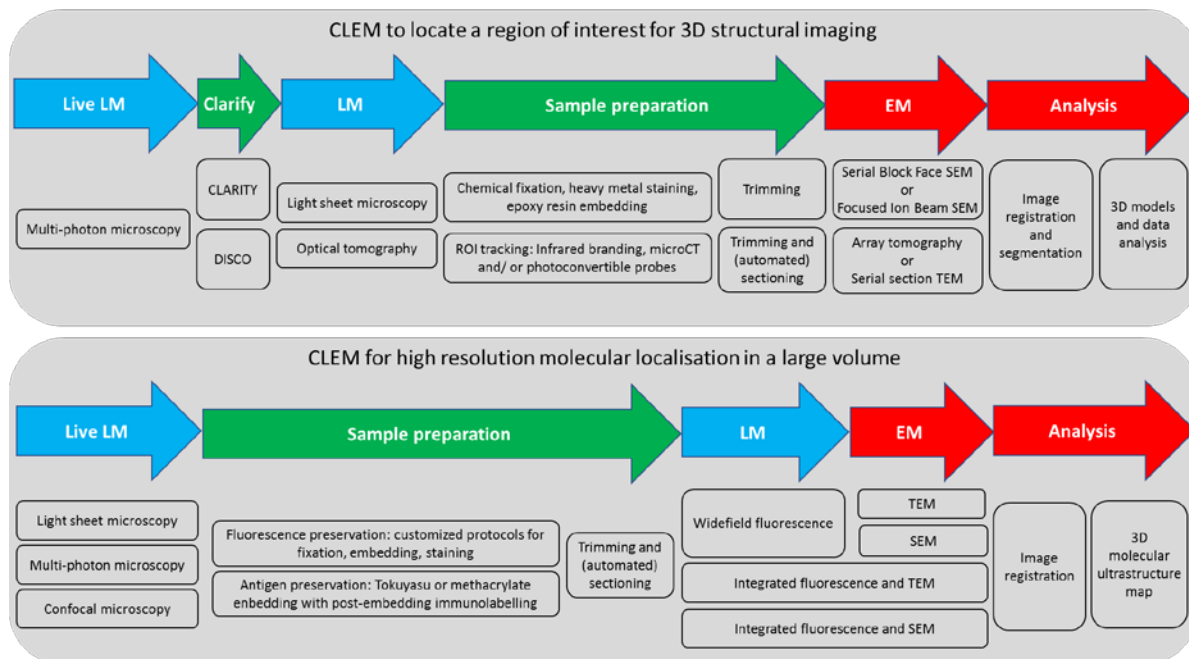 CLEM to locate a region of interest for 3D structural imaging
Live LM
Clarify
LM
Sample preparation
EM
Analysis
Multi-photon microscopy
CLARITY
DISCO
Light sheet microscopy
Optical tomography
Chemical fixation, heavy metal staining,
epoxy resin embedding
ROI tracking: Infrared branding, microCT
and/ or photoconvertible probes
Trimming
Trimming and
(automated)
sectioning
Serial Block Face SEM
or
Focused Ion Beam SEM
Array tomography
or
Serial section TEM
Image
registration
and
segmentation
3D models
and data
analysis
CLEM for high resolution molecular localisation in a large volume
Live LM
Sample preparation
LM
EM
Analysis
Light sheet microscopy
Multi-photon microscopy
Confocal microscopy
Fluorescence preservation: customized protocols for
fixation, embedding, staining
Antigen preservation: Tokuyasu or methacrylate
enbedding with post-embedding immunolabelling
Trimming and
(automated)
sectioning
Widefield fluorescence
TEM
SEM
Integrated fluorescence and TEM
Integrated fluorescence and SEM
Image
registration
3D
molecular
ultrastructure
map